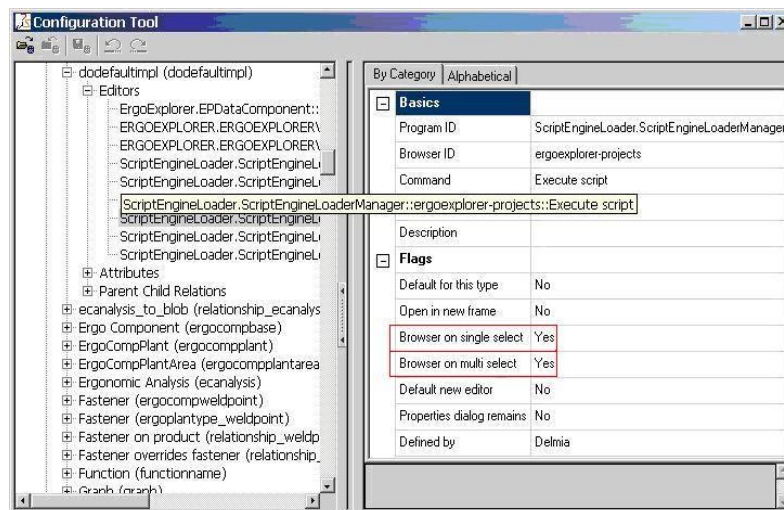 Configuration Tool
dodefaultimpl (dodefaultimpl)
Editors
ErgoExplorer.EPDataComponent::
ERGOEXPLORER.ERGOEXPLORER\
ERGOEXPLORER.ERGOEXPLORER\
ScriptEngineLoader.ScriptEngineL
ScriptEngineLoader.ScriptEngineL
ScriptEngineLoader.ScriptEngineLoaderManager::ergoexplorer-projects::Execute script
ScriptEngineLoader.ScriptEngineL
ScriptEngineLoader.ScriptEngineL
ScriptEngineLoader.ScriptEngineL
Attributes
Parent Child Relations
ecanalysis_to_blob (relationship_ecanalys
Ergo Component (ergocompbase)
ErgoCompPlant (ergocompplant)
ErgoCompPlantArea (ergocompplantarea
Ergonomic Analysis (ecanalysis)
Fastener (ergocompweldpoint)
Fastener (ergoplantype_weldpoint)
Fastener on product (relationship_weldp
Fastener overrides fastener (relationship_
Function (functionname)
Graph (graph)
By Category Alphabetical
Basics
Program ID ScriptEngineLoader.ScriptEngineLoaderManager
Browser ID ergoexplorer-projects
Command Execute script
Description
Flags
Default for this type No
Open in new frame No
Browser on single select Yes
Browser on multi select Yes
Default new editor No
Properties dialog remains No
Defined by Delmia